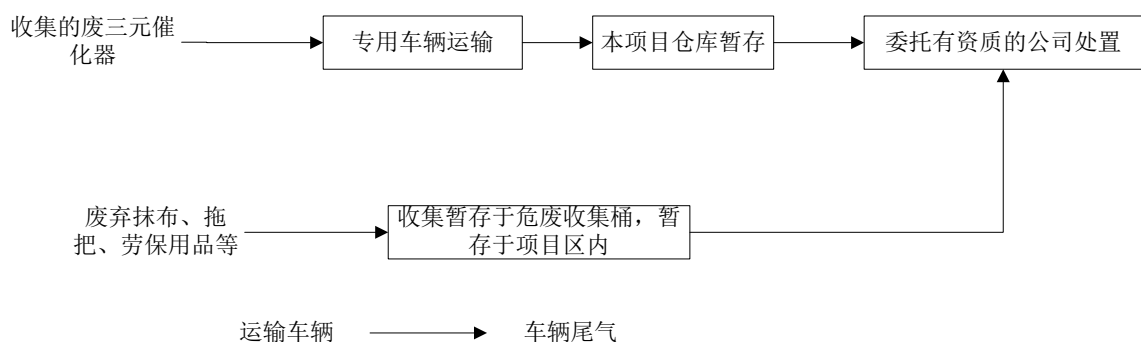 收集的废三元催
化器
专用车辆运输
本项目仓库暂存
委托有资质的公司处置
废弃抹布、拖
把、劳保用品等
收集暂存于危废收集桶，暂
存于项目区内
运输车辆
车辆尾气